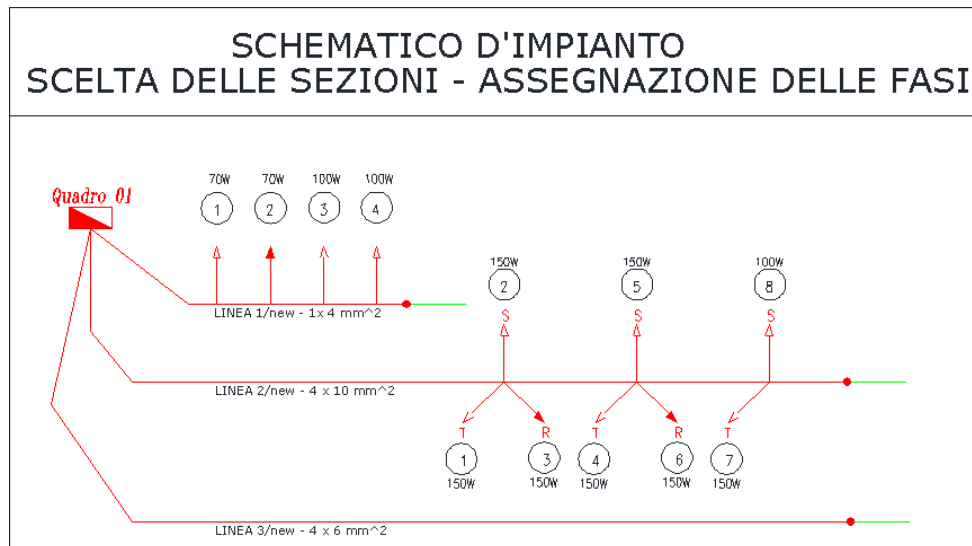 SCHEMATICO D'IMPIANTO
SCELTA DELLE SEZIONI - ASSEGNAZIONE DELLE FASI
Quadro 01
70W 70W 100W 100W
1 2 3 4
LINEA 1/new - 1x 4 mm^2
150W 150W 100W
2 5 8
S S S
LINEA 2/new - 4 x 10 mm^2
T R T R T
1 3 4 6 7
150W 150W 150W 150W 150W
LINEA 3/new - 4 x 6 mm^2